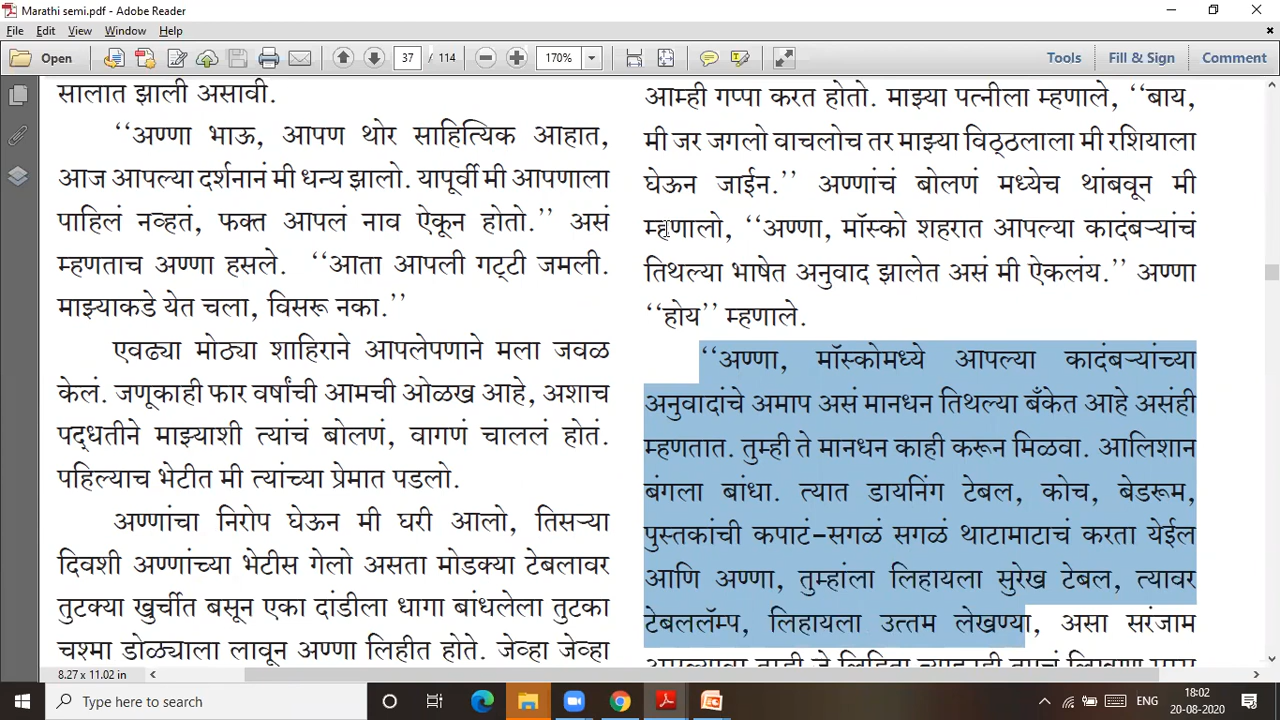 Marathi semi.pdf - Adobe Reader
File Edit View Window Help
Open 37 / 114 170% Tools Fill & Sign Comment
सालात झाली असावी.
‘‘अण्णा भाऊ, आपण थोर साहित्यिक आहात,
आज आपल्या दर्शनानं मी धन्य झालो. यापूर्वी मी आपणाला
पाहिलं नव्हतं, फक्त आपलं नाव ऐकून होतो.’’ असं
म्हणताच अण्णा हसले. ‘‘आता आपली गट्टी जमली.
माझ्याकडे येत चला, विसरू नका.’’
एवढ्या मोठ्या शाहिराने आपलेपणाने मला जवळ
केलं. जणूकाही फार वर्षांची आमची ओळख आहे, अशाच
पद्धतीने माझ्याशी त्यांचं बोलणं, वागणं चाललं होतं.
पहिल्याच भेटीत मी त्यांच्या प्रेमात पडलो.
अण्णांचा निरोप घेऊन मी घरी आलो, तिसऱ्या
दिवशी अण्णांच्या भेटीस गेलो असता मोडक्या टेबलावर
तुटक्या खुर्चीत बसून एका दांडीला धागा बांधलेला तुटका
चश्मा डोळ्याला लावून अण्णा लिहीत होते. जेव्हा जेव्हा
आम्ही गप्पा करत होतो. माझ्या पत्नीला म्हणाले, ‘‘बाय,
मी जर जगलो वाचलोच तर माझ्या विठ्ठलाला मी रशियाला
घेऊन जाईन.’’ अण्णांचं बोलणं मध्येच थांबवून मी
म्हणालो, ‘‘अण्णा, मॉस्को शहरात आपल्या कादंबऱ्यांचं
तिथल्या भाषेत अनुवाद झालेत असं मी ऐकलंय.’’ अण्णा
‘‘होय’’ म्हणाले.
‘‘अण्णा, मॉस्कोमध्ये आपल्या कादंबऱ्यांच्या
अनुवादांचे अमाप असं मानधन तिथल्या बँकेत आहे असंही
म्हणतात. तुम्ही ते मानधन काही करून मिळवा. आलिशान
बंगला बांधा. त्यात डायनिंग टेबल, कोच, बेडरूम,
पुस्तकांची कपाटं–सगळं सगळं थाटामाटाचं करता येईल
आणि अण्णा, तुम्हांला लिहायला सुरेख टेबल, त्यावर
टेबललॅम्प, लिहायला उत्तम लेखण्या, असा सरंजाम
8.27 x 11.02 in
Type here to search
ENG
18:02
20-08-2020